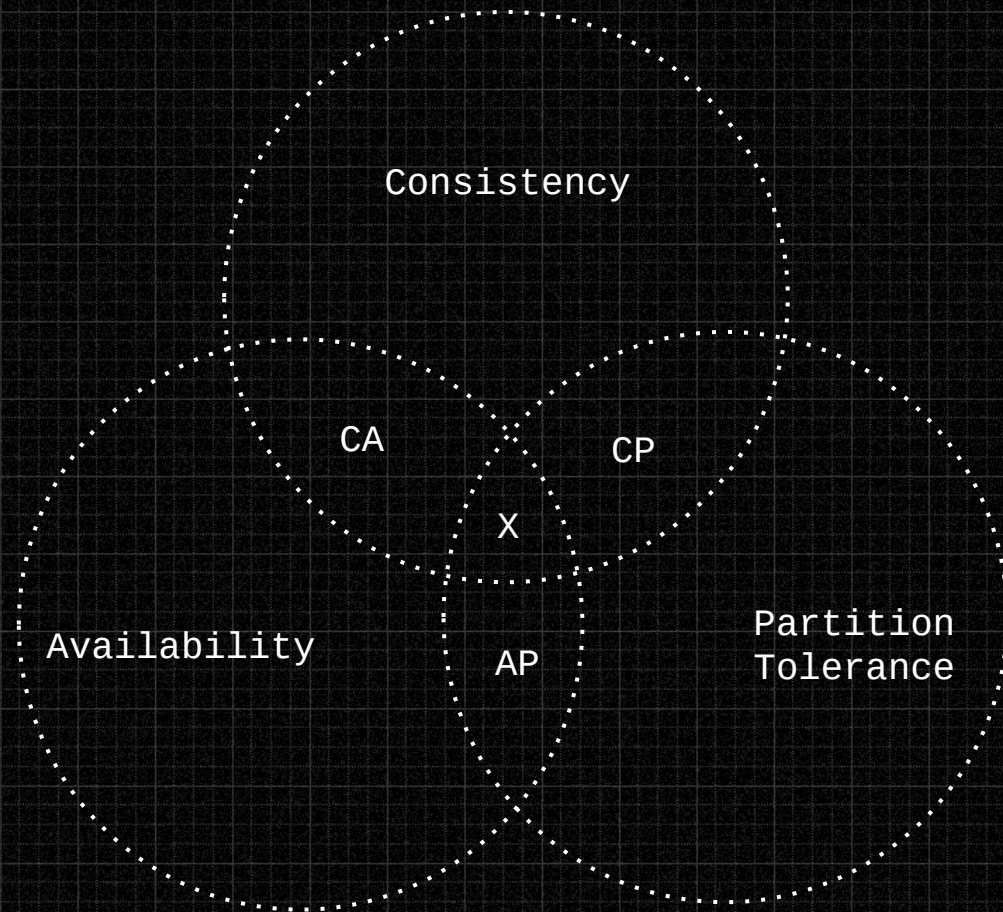 Consistency
CA
CP
X
Availability
Partition
Tolerance
AP